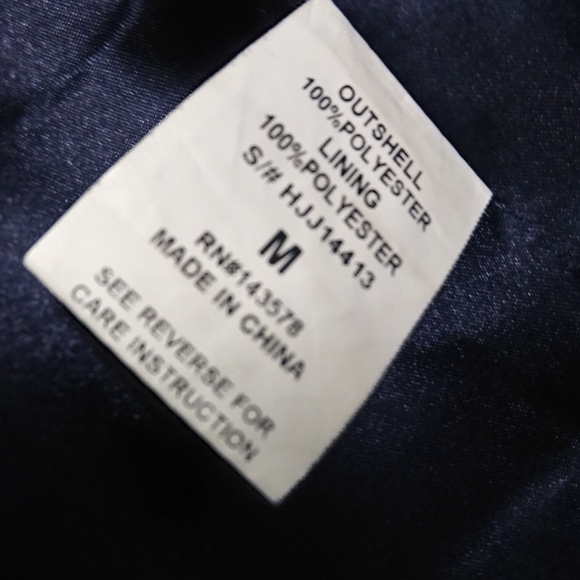 OUTSHELL
100%POLYESTER
LINING
100%POLYESTER
S/# HJJ14413
M
RN#143578
MADE IN CHINA
SEE REVERSE FOR
CARE INSTRUCTION